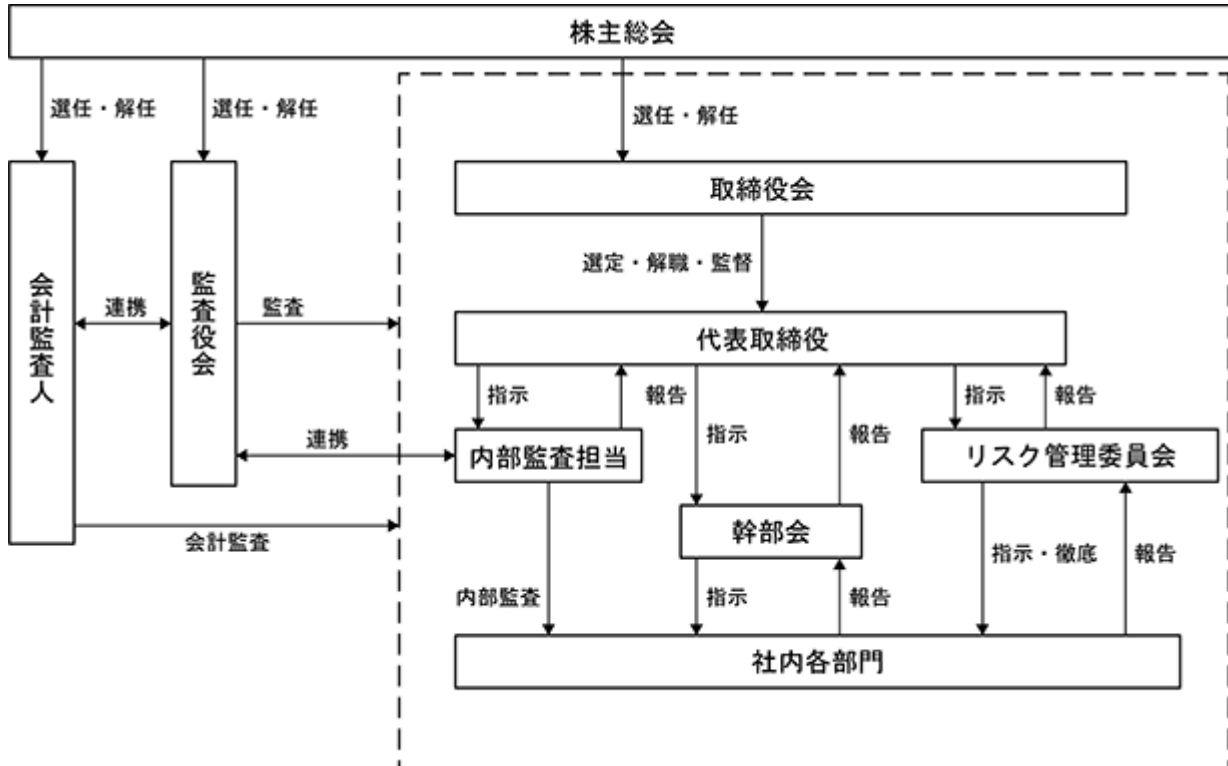 株主総会
選任・解任
選任・解任
選任・解任
取締役会
選定・解職・監督
会計監査人
連携
監査役会
監査
代表取締役
指示
報告
指示
報告
指示
報告
連携
内部監査担当
リスク管理委員会
幹部会
会計監査
内部監査
指示
報告
指示・徹底
報告
社内各部門